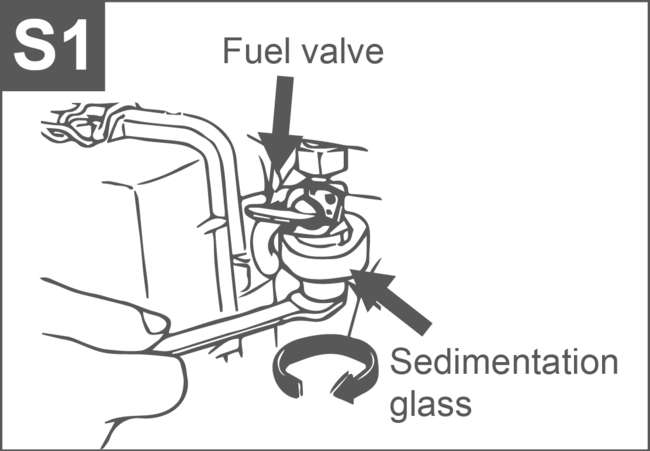 S1
Fuel valve
Sedimentation
glass